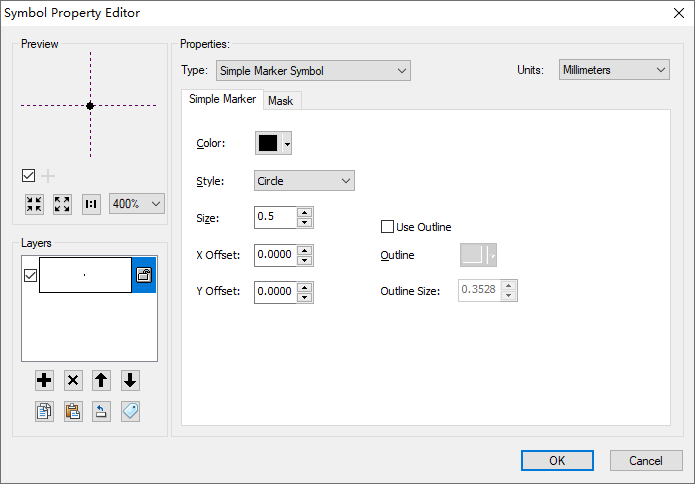 Symbol Property Editor
Preview
1:1
400%
Layers
Properties:
Type: Simple Marker Symbol
Units: Millimeters
Simple Marker Mask
Color:
Style: Circle
Size: 0.5
Use Outline
X Offset: 0.0000
Outline
Y Offset: 0.0000
Outline Size: 0.3528
OK
Cancel